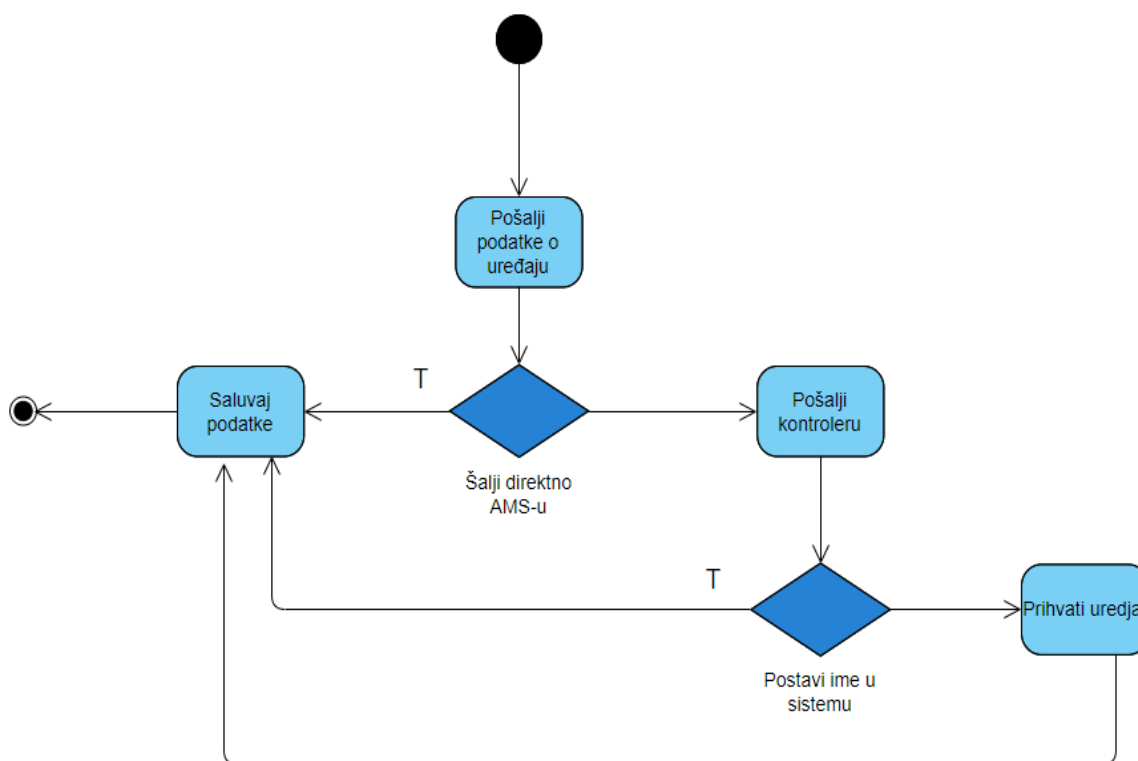 Pošalji
podatke o
uređaju
T
Saluvaj
podatke
Pošalji
kontroleru
Šalji direktno
AMS-u
T
Prihvati uredja
Postavi ime u
sistemu